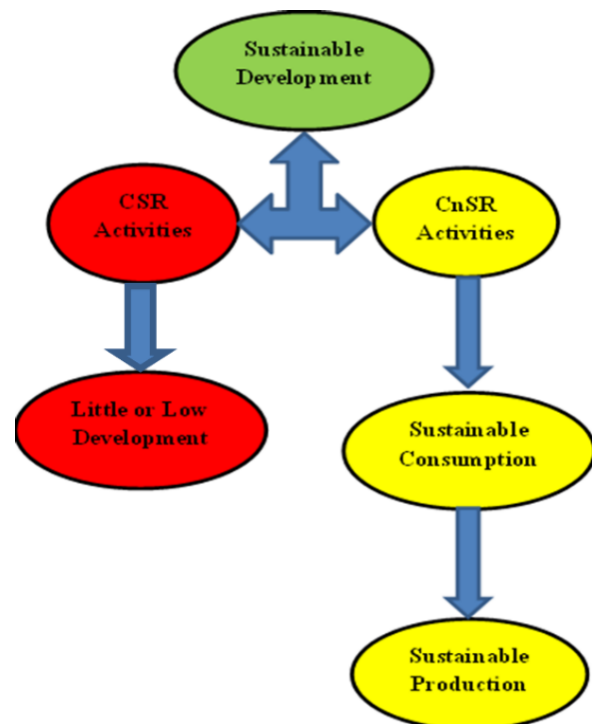 Sustainable
Development
CSR
Activities
CnSR
Activities
Little or Low
Development
Sustainable
Consumption
Sustainable
Production